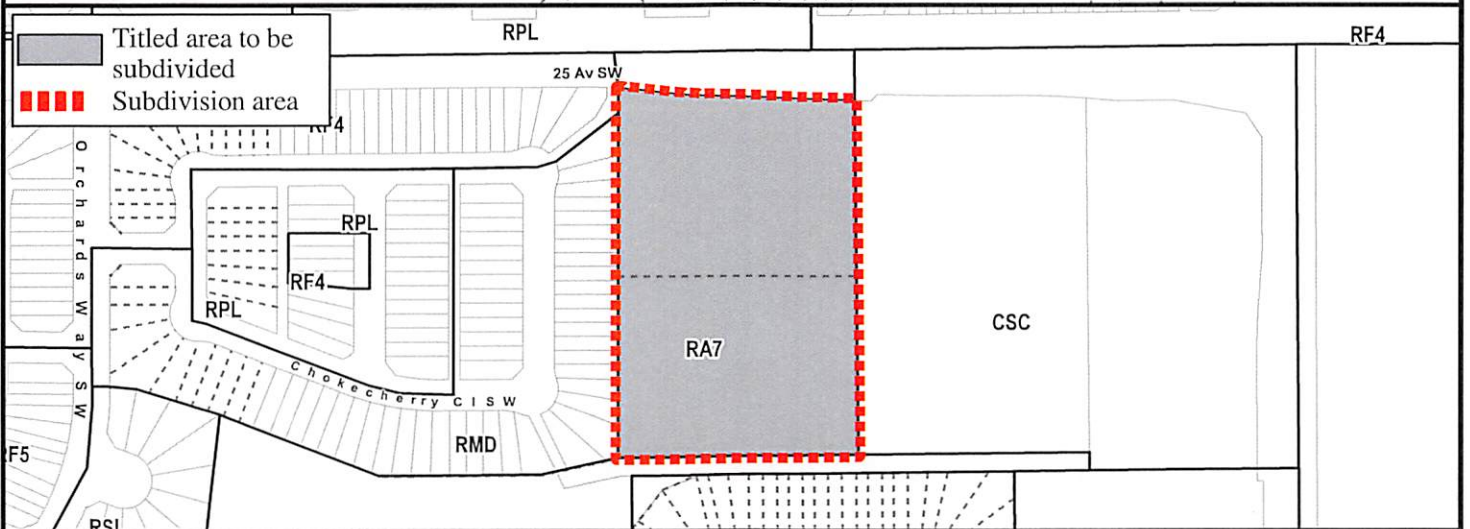 Titled area to be
subdivided
Subdivision area
RPL
RF4
25 Av SW
RF4
Orchards Way SW
RPL
RF4
RPL
RA7
CSC
Chokecherry Cl SW
RMD
RF5
RSL